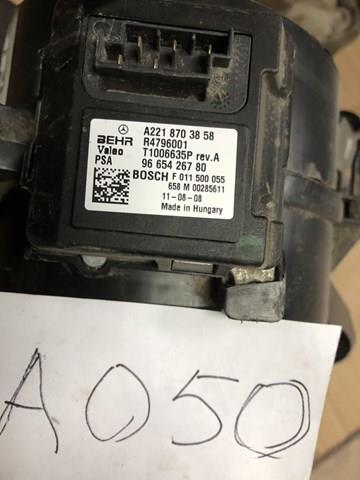 A221 870 38 58
BEHR R4796001
Valeo T1006635P rev.A
PSA 96 654 267 80
BOSCH F 011 500 055
658 M 00285611
11-08-08
Made in Hungary
A050